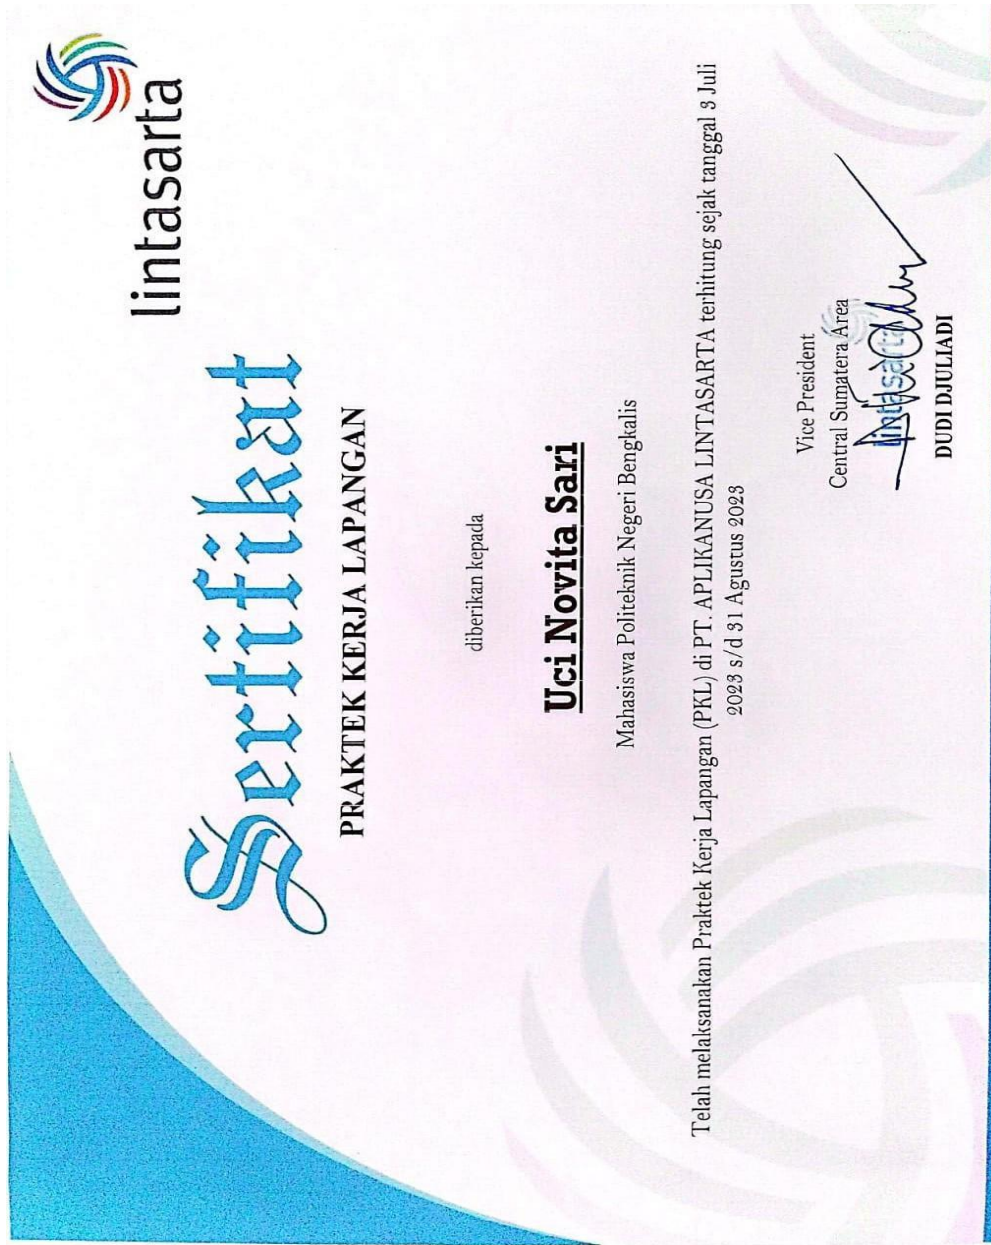 lintasarta
Sertifikat
PRAKTEK KERJA LAPANGAN
diberikan kepada
Uci Novita Sari
Mahasiswa Politeknik Negeri Bengkalis
Telah melaksanakan Praktek Kerja Lapangan (PKL) di PT. APLIKANUSA LINTASARTA terhitung sejak tanggal 3 Juli
2023 s/d 31 Agustus 2023
Vice President
Central Sumatera Area
lintasarta
DUDI DJULIADI